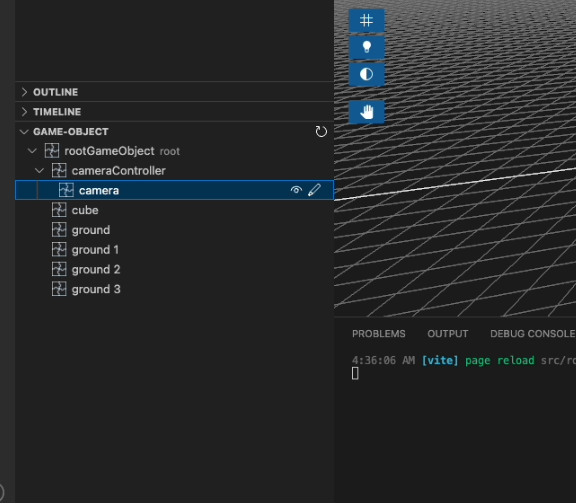 OUTLINE
TIMELINE
GAME-OBJECT
rootGameObject root
cameraController
camera
cube
ground
ground 1
ground 2
ground 3
PROBLEMS OUTPUT DEBUG CONSOLE
4:36:06 AM [vite] page reload src/ro